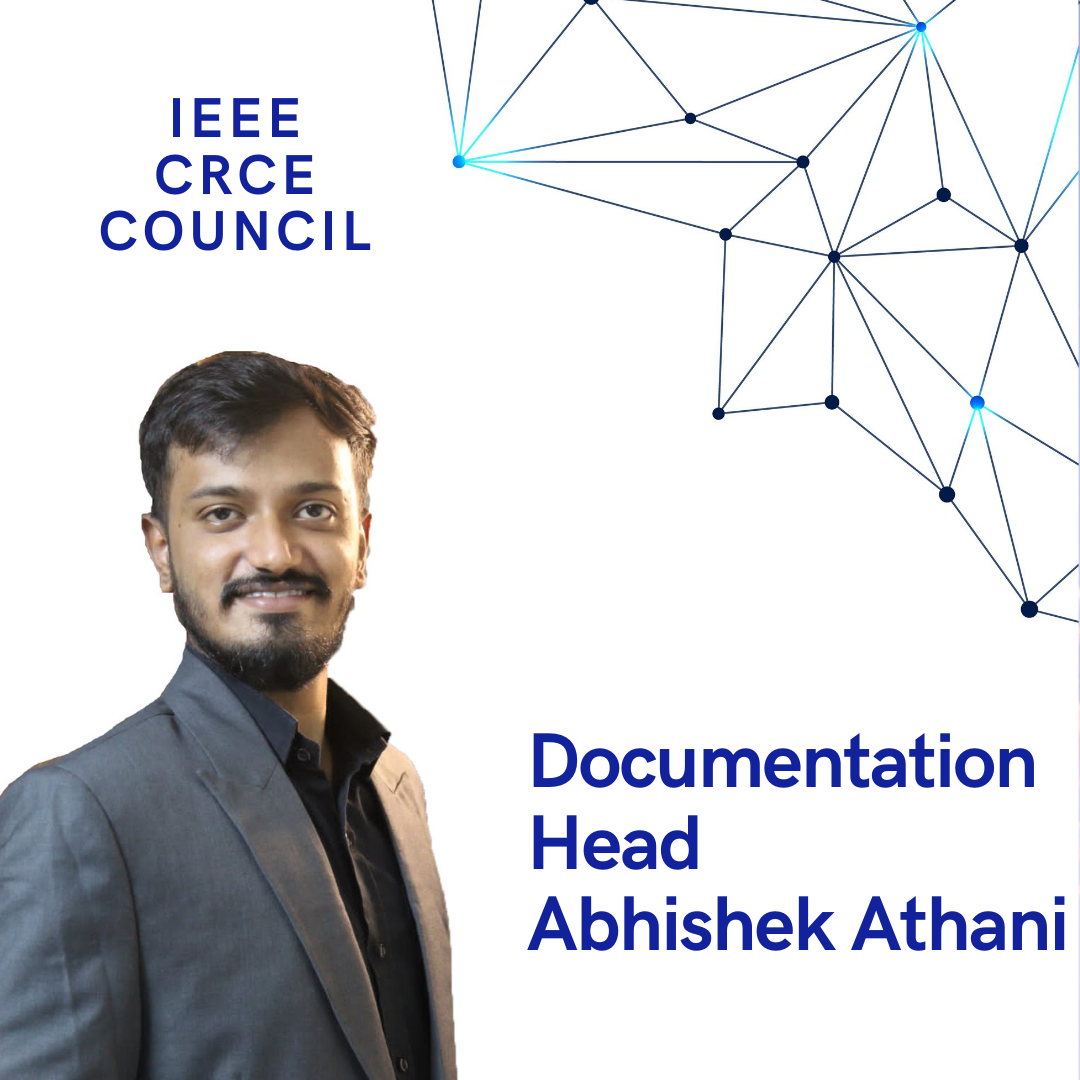 IEEE
CRCE
COUNCIL
Documentation
Head
Abhishek Athani